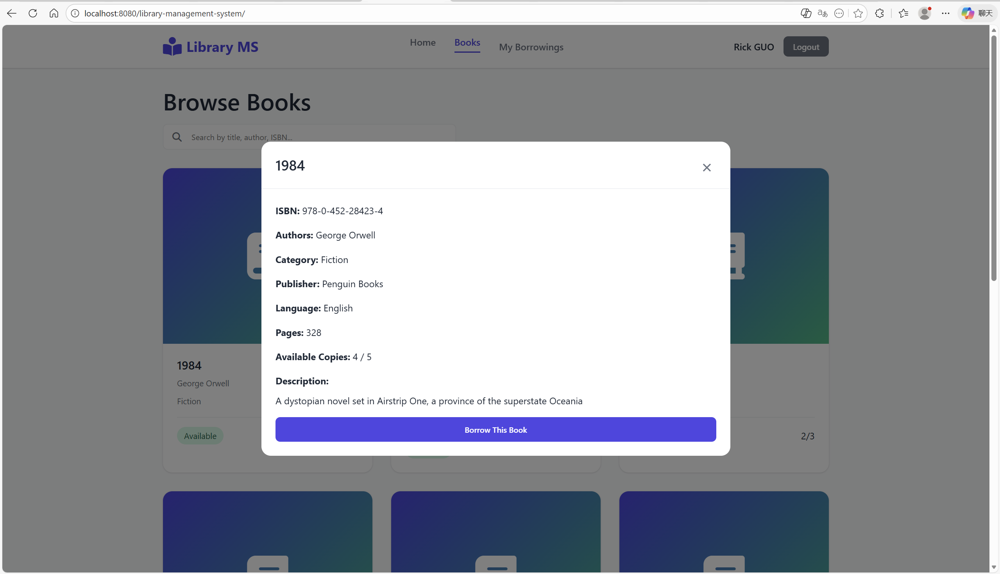 localhost:8080/library-management-system/
聊天
Library MS
Home
Books
My Borrowings
Rick GUO
Logout
Browse Books
Search by title, author, ISBN...
1984
ISBN: 978-0-452-28423-4
Authors: George Orwell
Category: Fiction
Publisher: Penguin Books
Language: English
Pages: 328
Available Copies: 4 / 5
Description:
A dystopian novel set in Airstrip One, a province of the superstate Oceania
Borrow This Book
1984
George Orwell
Fiction
Available
2/3